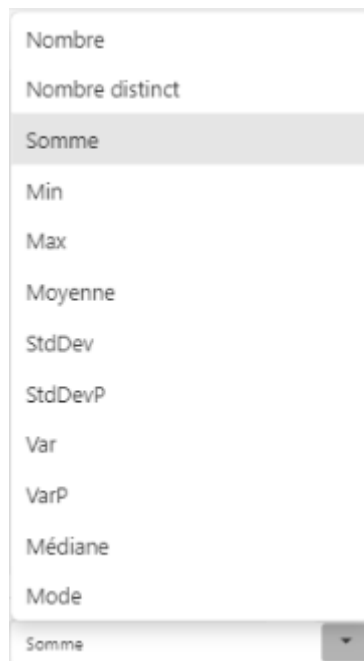 Nombre
Nombre distinct
Somme
Min
Max
Moyenne
StdDev
StdDevP
Var
VarP
Médiane
Mode
Somme